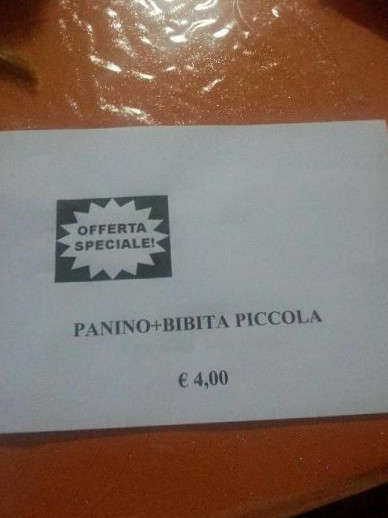 OFFERTA
SPECIALE!
PANINO+BIBITA PICCOLA
€ 4,00